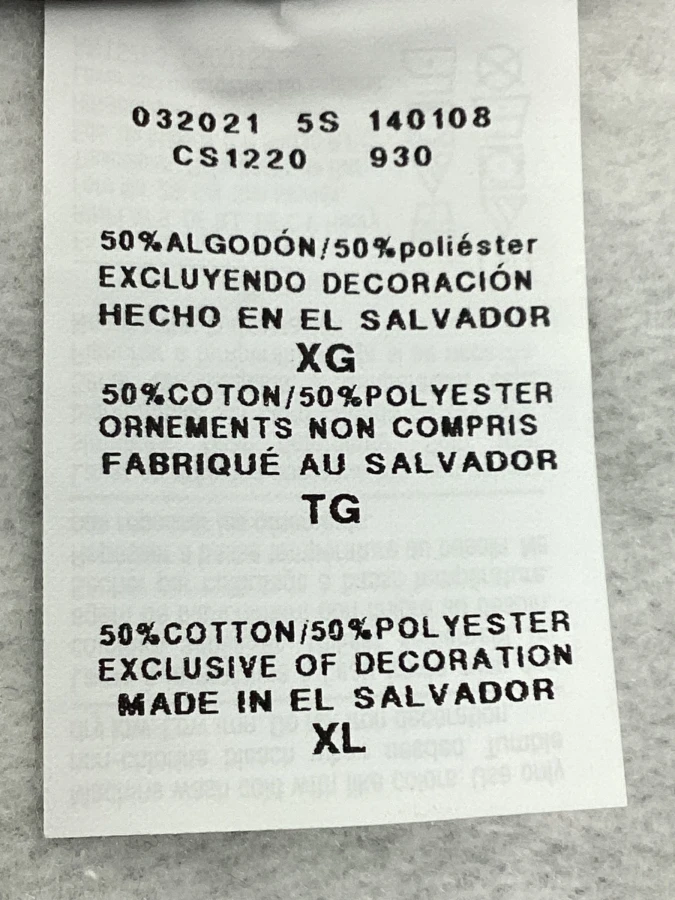 032021 5S 140108
CS1220 930
50%ALGODÓN/50%poliéster
EXCLUYENDO DECORACIÓN
HECHO EN EL SALVADOR
XG
50%COTON/50%POLYESTER
ORNEMENTS NON COMPRIS
FABRIQUÉ AU SALVADOR
TG
50%COTTON/50%POLYESTER
EXCLUSIVE OF DECORATION
MADE IN EL SALVADOR
XL